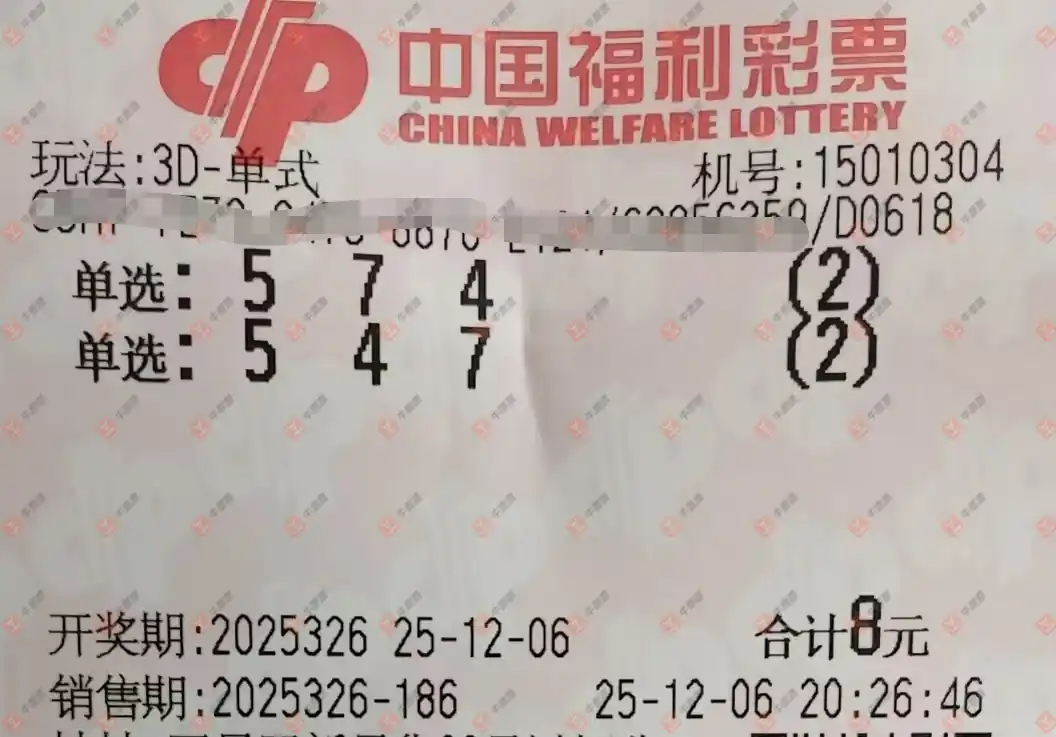 中国福利彩票
CHINA WELFARE LOTTERY
玩法:3D-单式 机号:15010304
/D0618
单选: 5 7 4 (2)
单选: 5 4 7 (2)
开奖期:2025326 25-12-06 合计8元
销售期:2025326-186 25-12-06 20:26:46